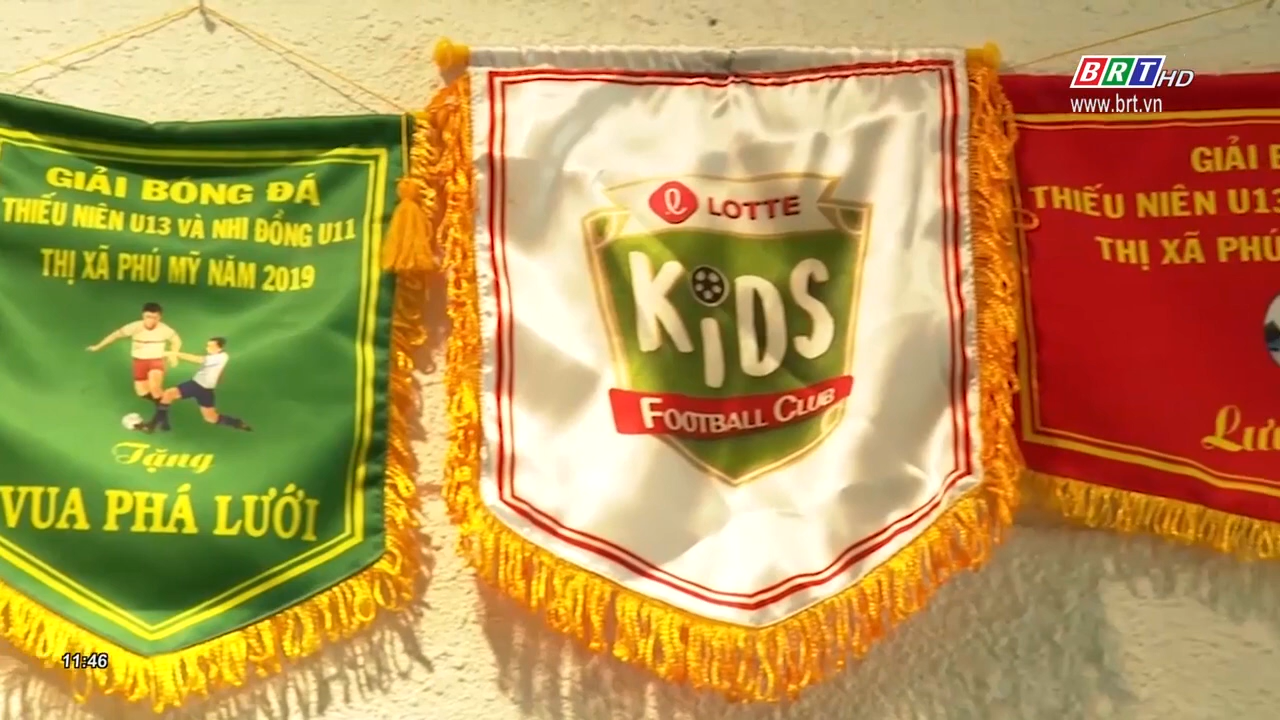 GIẢI BÓNG ĐÁ
THIẾU NIÊN U13 VÀ NHI ĐỒNG U11
THỊ XÃ PHÚ MỸ NĂM 2019
Tặng
VUA PHÁ LƯỚI
LOTTE
KiDS
FOOTBALL CLUB
GIẢI
THIẾU NIÊN U13
THỊ XÃ PHÚ
BRT HD
www.brt.vn
11:46